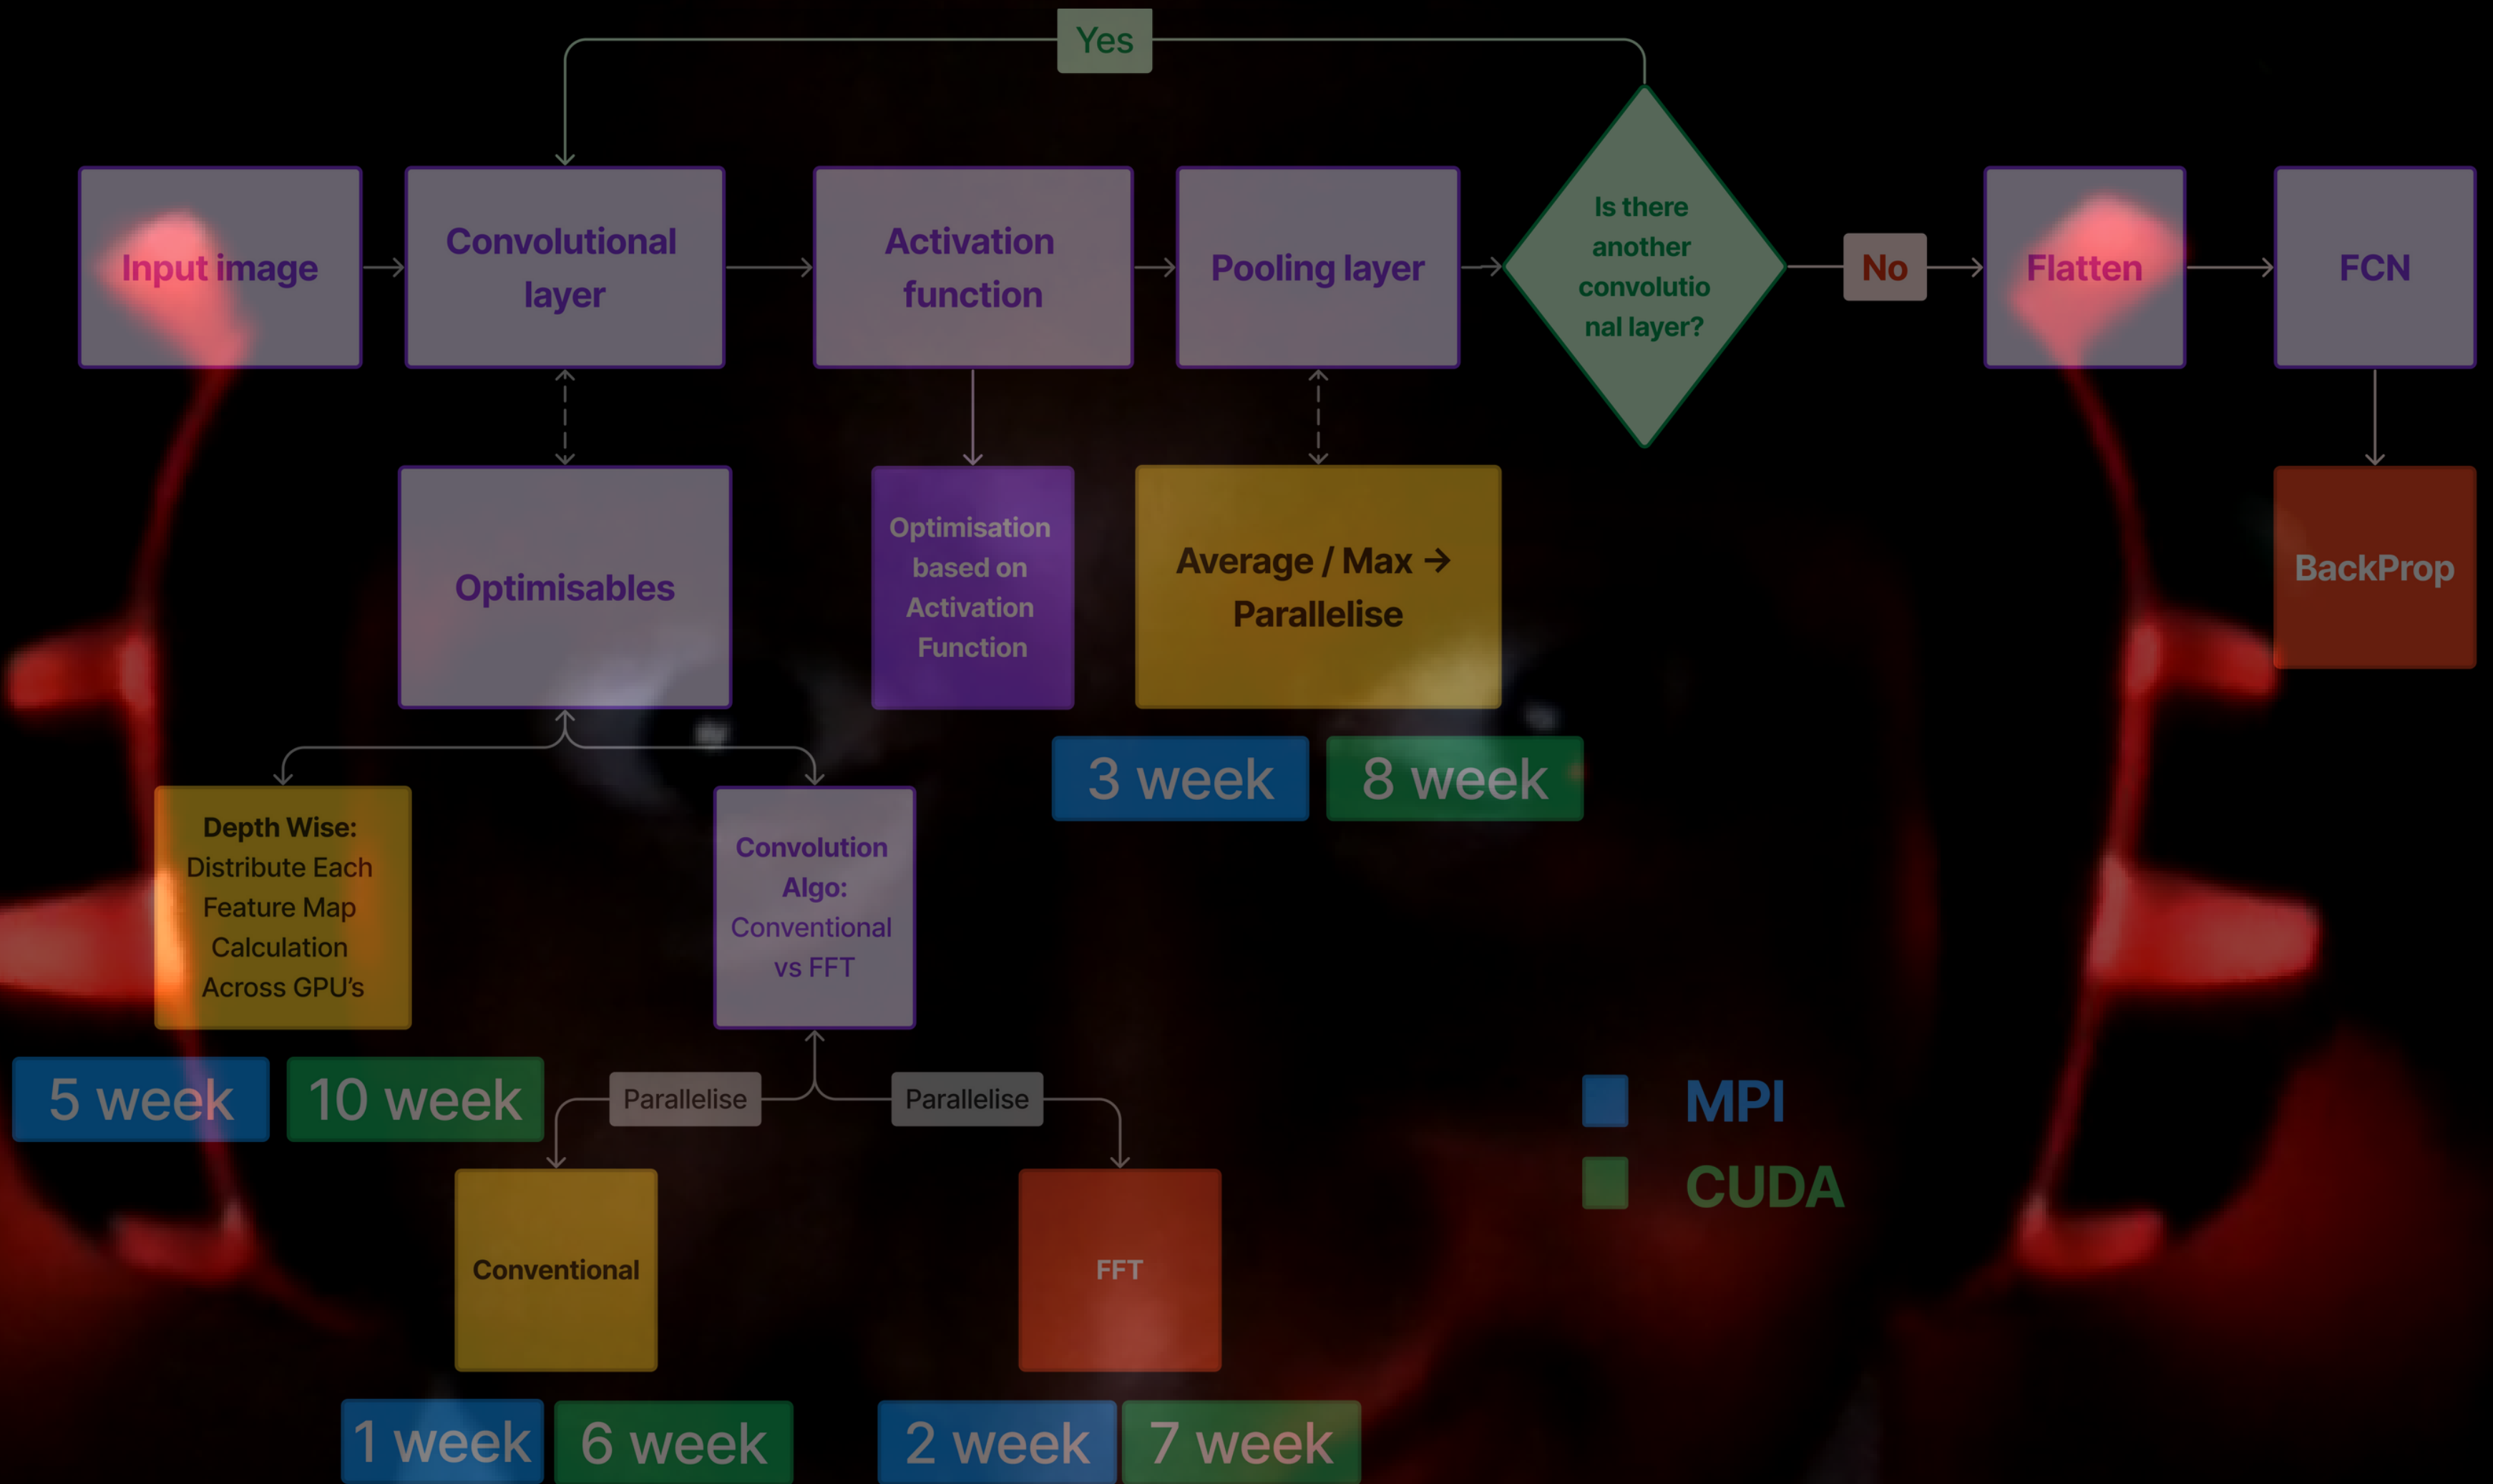 Yes
Input image
Convolutional
layer
Activation
function
Pooling layer
Is there
another
convolutio
nal layer?
No
Flatten
FCN
Optimisables
Optimisation
based on
Activation
Function
Average / Max →
Parallelise
BackProp
3 week
8 week
Depth Wise:
Distribute Each
Feature Map
Calculation
Across GPU's
Convolution
Algo:
Conventional
vs FFT
5 week
10 week
Parallelise
Parallelise
MPI
CUDA
Conventional
FFT
1 week
6 week
2 week
7 week